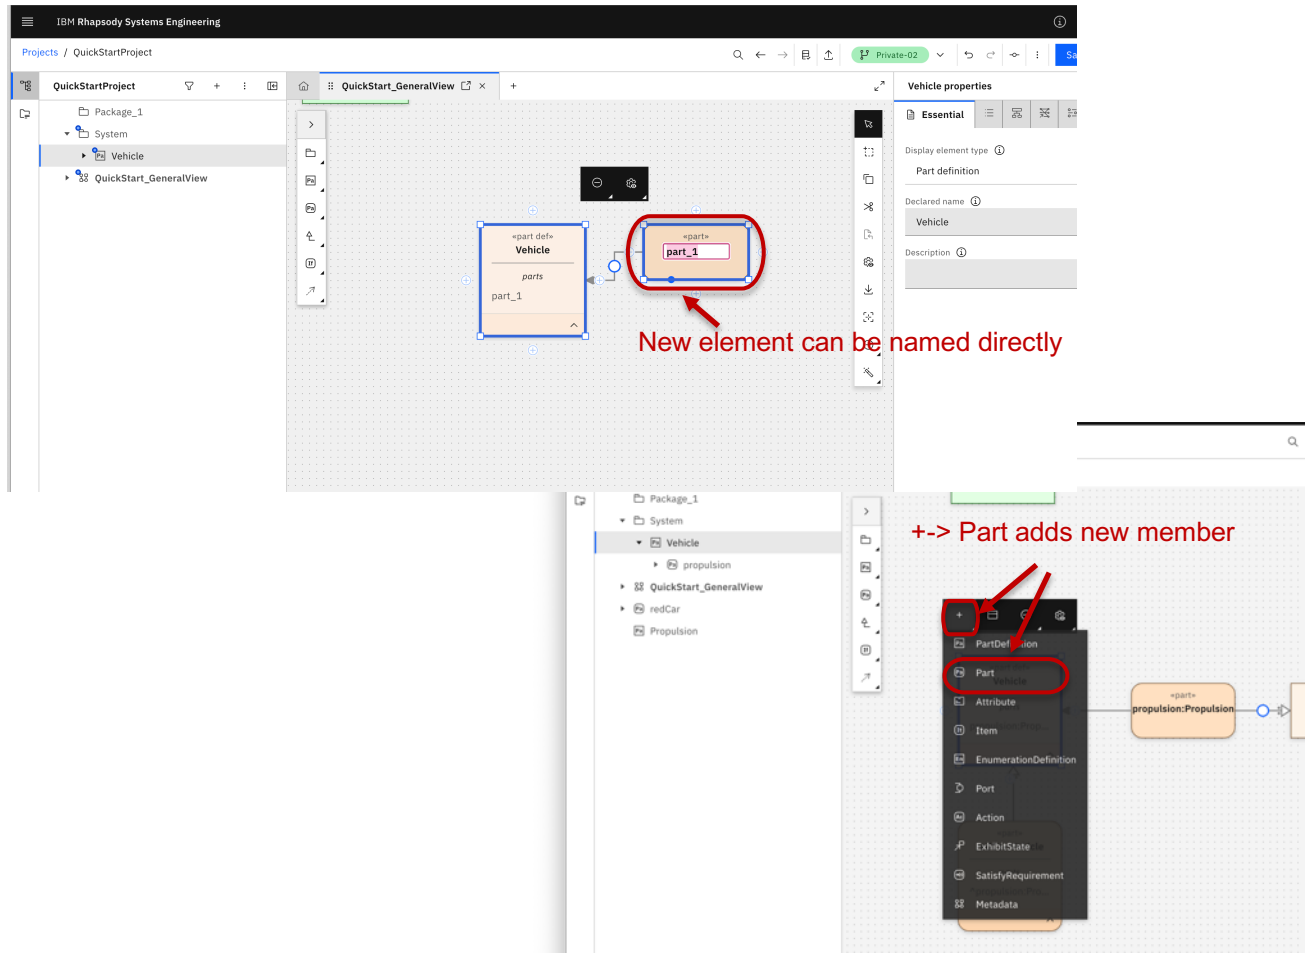 IBM Rhapsody Systems Engineering
Projects / QuickStartProject
Private-02
Sa
QuickStartProject
QuickStart_GeneralView
Vehicle properties
Package_1
System
Vehicle
QuickStart_GeneralView
Essential
Display element type
Part definition
Declared name
Vehicle
Description
«part def»
Vehicle
parts
part_1
«part»
part_1
New element can be named directly
Package_1
System
Vehicle
propulsion
QuickStart_GeneralView
redCar
Propulsion
+-> Part adds new member
PartDefinition
Part
Vehicle
Attribute
Item
EnumerationDefinition
Port
Action
ExhibitState
SatisfyRequirement
Metadata
«part»
propulsion:Propulsion